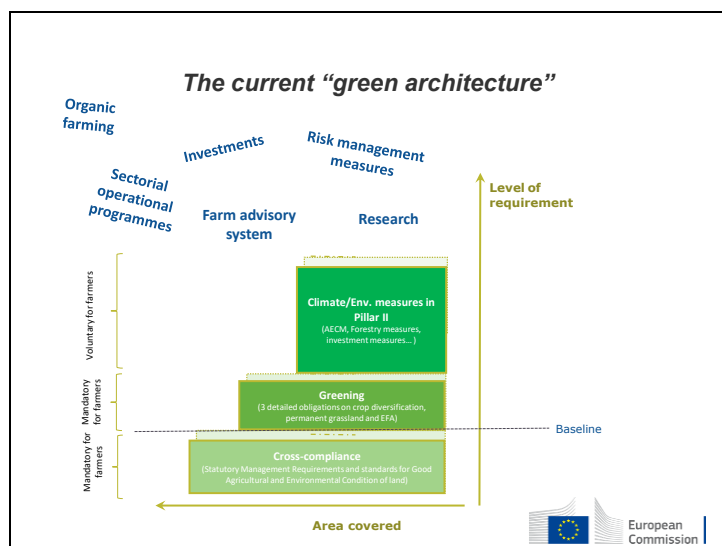 The current “green architecture”
Organic
farming
Investments
Risk management
measures
Sectorial
operational
programmes
Farm advisory
system
Research
Level of
requirement
Voluntary for farmers
Climate/Env. measures in
Pillar II
(AECM, Forestry measures,
investment measures... )
Mandatory
for farmers
Greening
(3 detailed obligations on crop diversification,
permanent grassland and EFA)
Baseline
Mandatory for
farmers
Cross-compliance
(Statutory Management Requirements and standards for Good
Agricultural and Environmental Condition of land)
Area covered
European
Commission